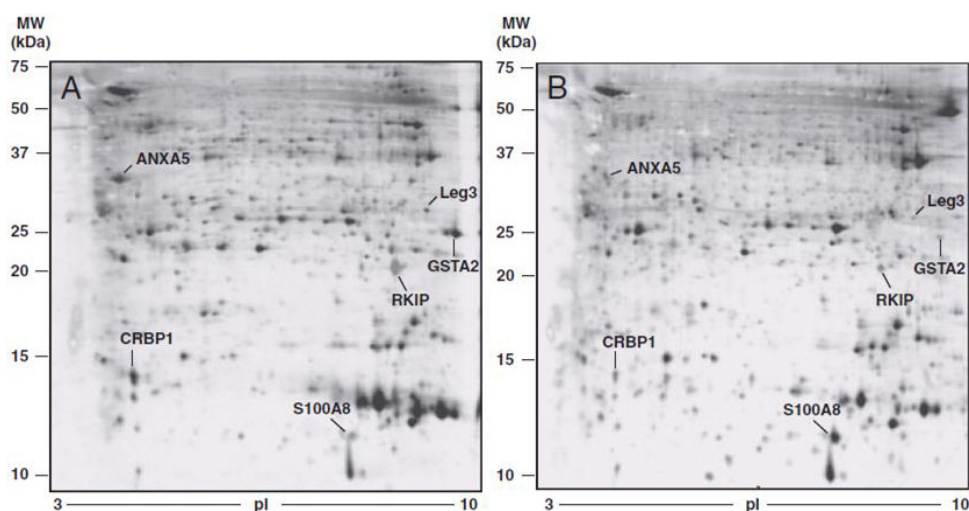 MW
(kDa)
75
50
37
25
20
15
10
A
ANXA5
Leg3
GSTA2
RKIP
CRBP1
S100A8
3
pI
10
MW
(kDa)
75
50
37
25
20
15
10
B
ANXA5
Leg3
GSTA2
RKIP
CRBP1
S100A8
3
pI
10